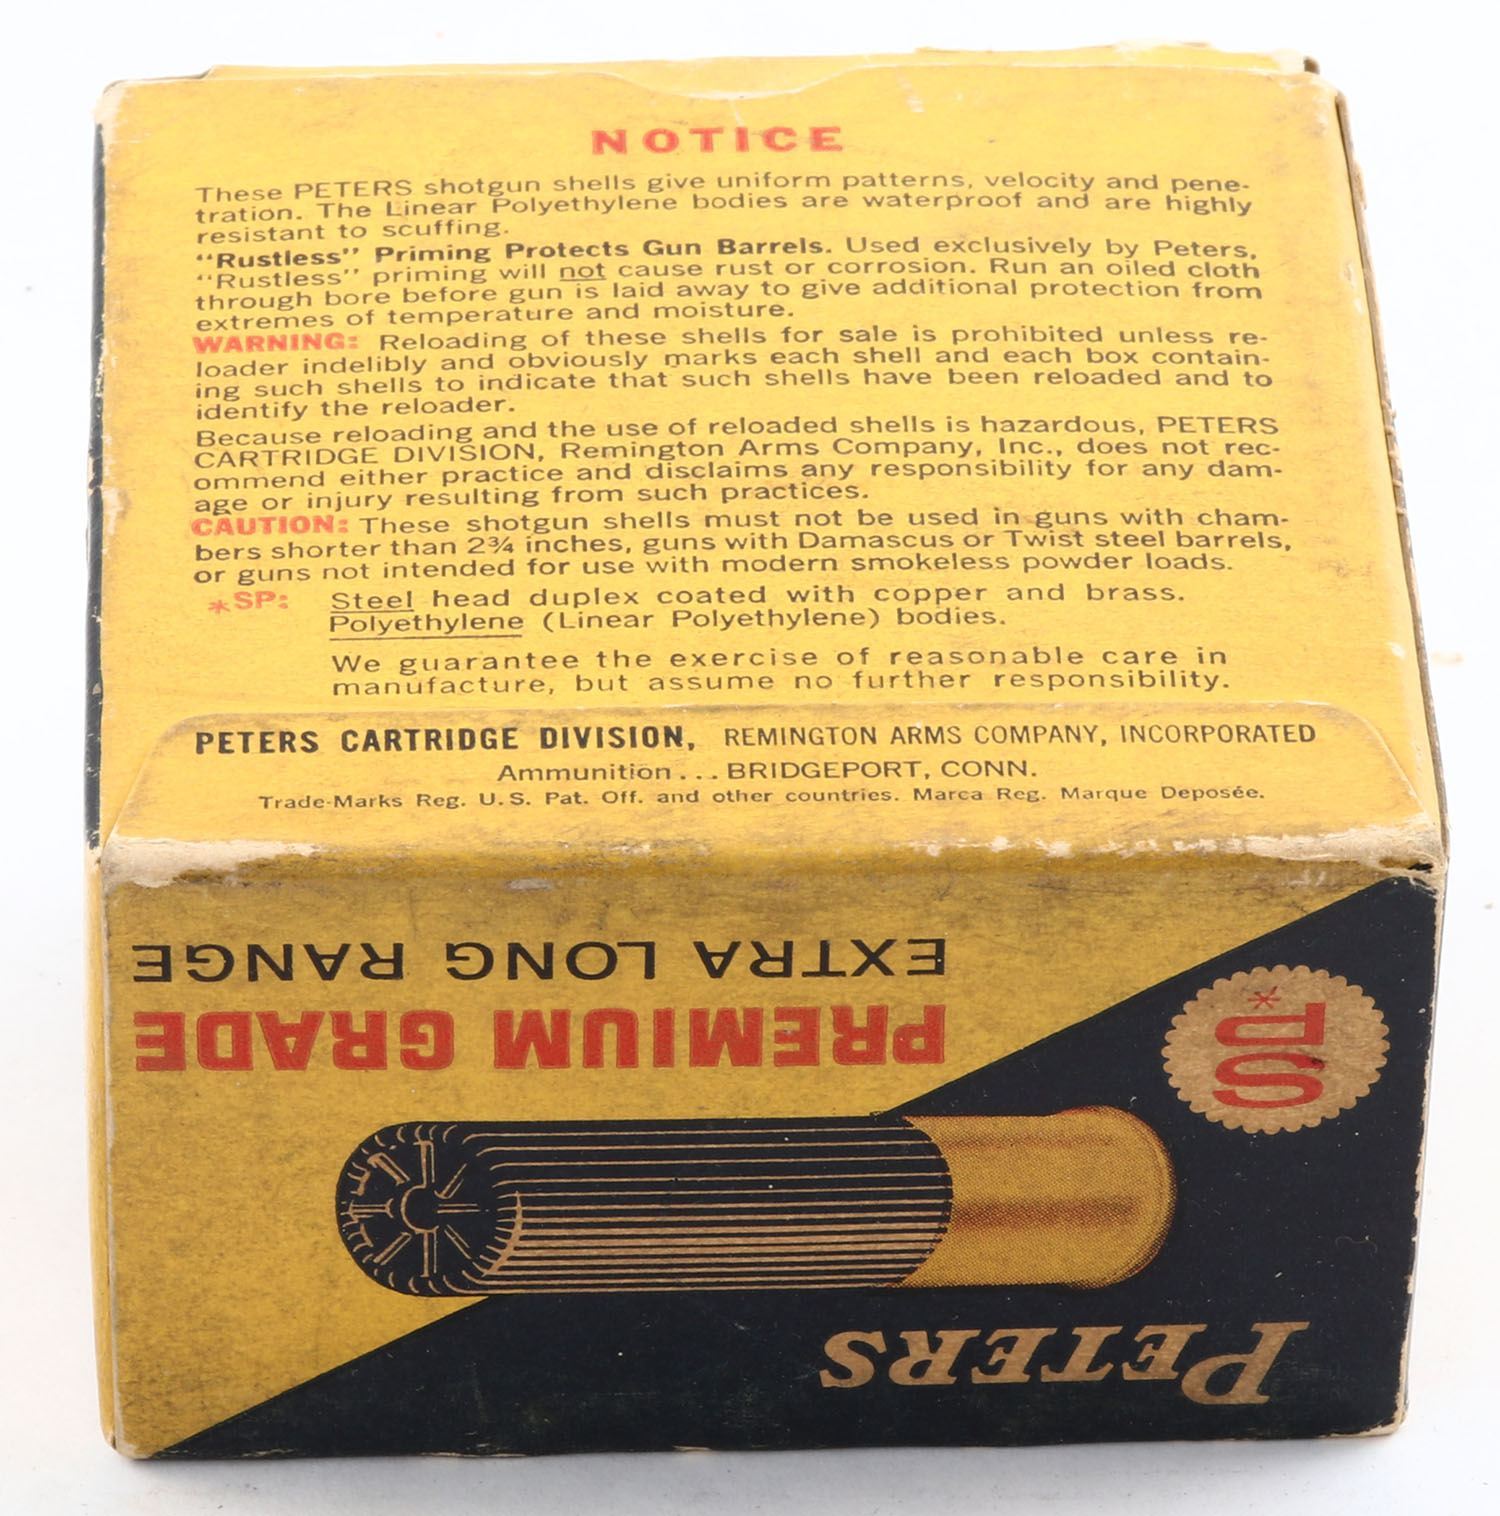 NOTICE
These PETERS shotgun shells give uniform patterns, velocity and pene-
tration. The Linear Polyethylene bodies are waterproof and are highly
resistant to scuffing.
"Rustless" Priming Protects Gun Barrels. Used exclusively by Peters,
"Rustless" priming will not cause rust or corrosion. Run an oiled cloth
through bore before gun is laid away to give additional protection from
extremes of temperature and moisture.
WARNING: Reloading of these shells for sale is prohibited unless re-
loader indelibly and obviously marks each shell and each box contain-
ing such shells to indicate that such shells have been reloaded and to
identify the reloader.
Because reloading and the use of reloaded shells is hazardous, PETERS
CARTRIDGE DIVISION, Remington Arms Company, Inc., does not rec-
ommend either practice and disclaims any responsibility for any dam-
age or injury resulting from such practices.
CAUTION: These shotgun shells must not be used in guns with cham-
bers shorter than 2¾ inches, guns with Damascus or Twist steel barrels,
or guns not intended for use with modern smokeless powder loads.
*SP: Steel head duplex coated with copper and brass.
Polyethylene (Linear Polyethylene) bodies.
We guarantee the exercise of reasonable care in
manufacture, but assume no further responsibility.
PETERS CARTRIDGE DIVISION, REMINGTON ARMS COMPANY, INCORPORATED
Ammunition... BRIDGEPORT, CONN.
Trade-Marks Reg. U.S. Pat. Off. and other countries. Marca Reg. Marque Deposée.
PETERS
SP*
PREMIUM GRADE
EXTRA LONG RANGE